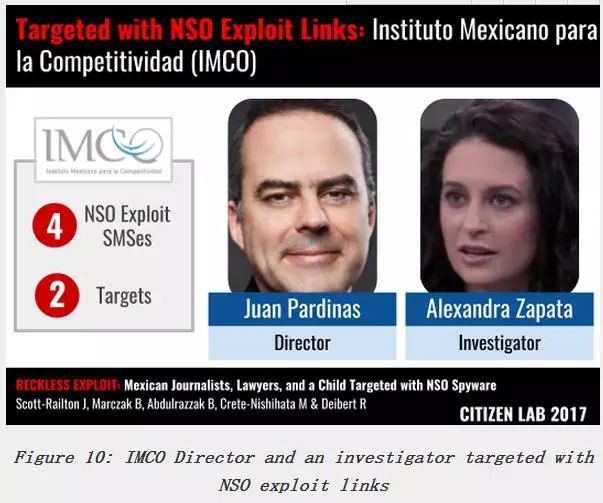 Targeted with NSO Exploit Links: Instituto Mexicano para
la Competitividad (IMCO)
IMCO
Instituto Mexicano para la Competitividad
4
NSO Exploit
SMSes
2
Targets
Juan Pardinas
Director
Alexandra Zapata
Investigator
RECKLESS EXPLOIT: Mexican Journalists, Lawyers, and a Child Targeted with NSO Spyware
Scott-Railton J, Marczak B, Abdulrazzak B, Crete-Nishihata M & Deibert R
CITIZEN LAB 2017
Figure 10: IMCO Director and an investigator targeted with
NSO exploit links